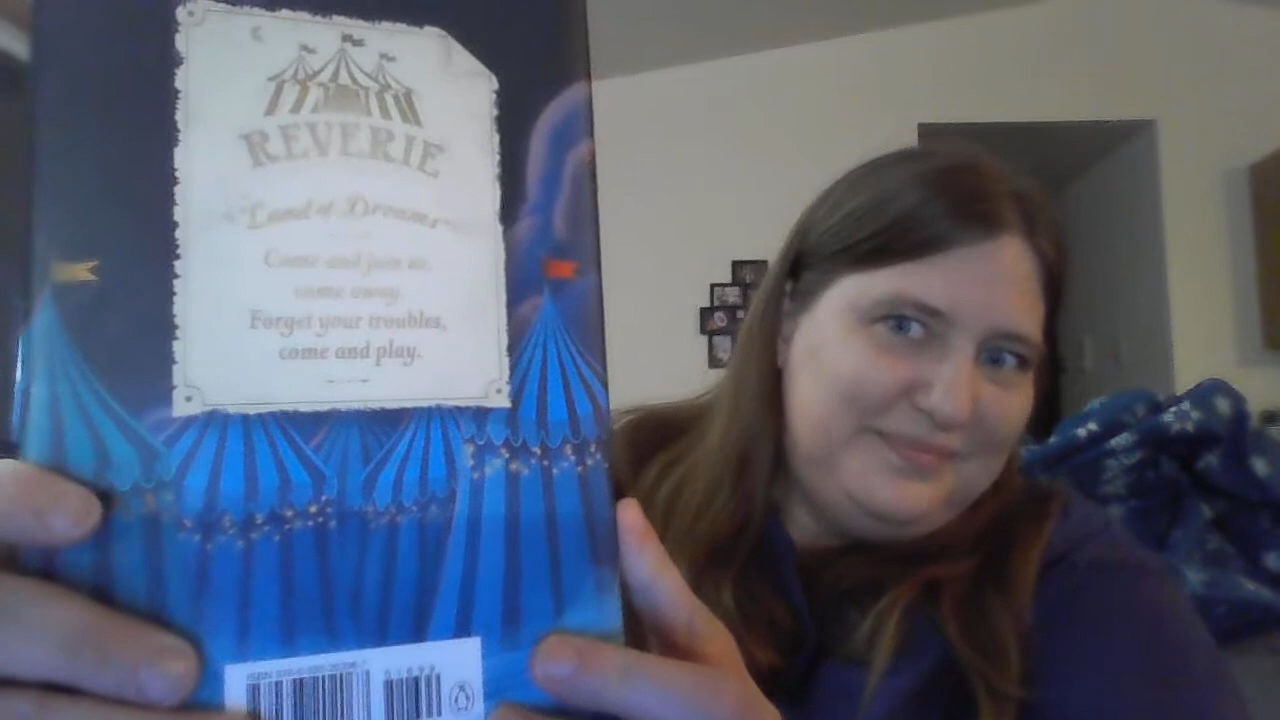 REVERIE
Land of Dreams
Come and join us,
come away.
Forget your troubles,
come and play.